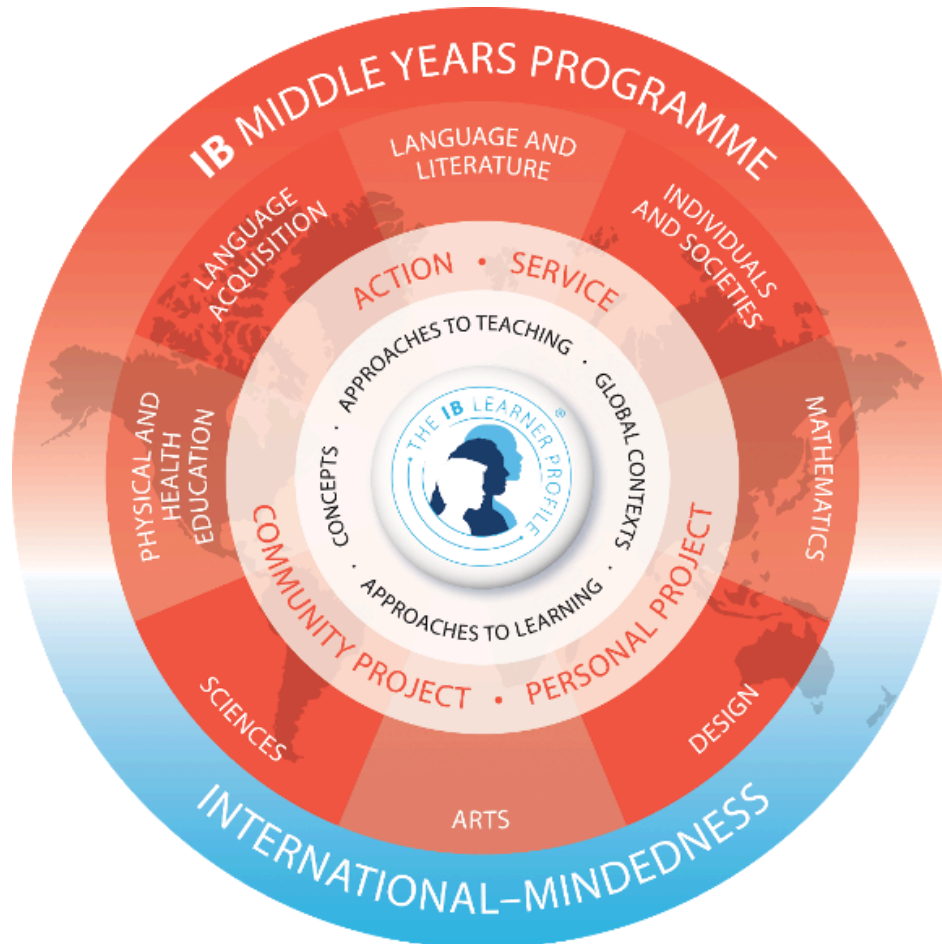 IB MIDDLE YEARS PROGRAMME
LANGUAGE AND
LITERATURE
INDIVIDUALS
AND SOCIETIES
MATHEMATICS
DESIGN
ARTS
SCIENCES
PHYSICAL AND
HEALTH
EDUCATION
LANGUAGE
ACQUISITION
ACTION • SERVICE
COMMUNITY PROJECT • PERSONAL PROJECT
APPROACHES TO TEACHING · GLOBAL CONTEXTS ·
APPROACHES TO LEARNING · CONCEPTS ·
• THE IB LEARNER PROFILE •
®
INTERNATIONAL–MINDEDNESS